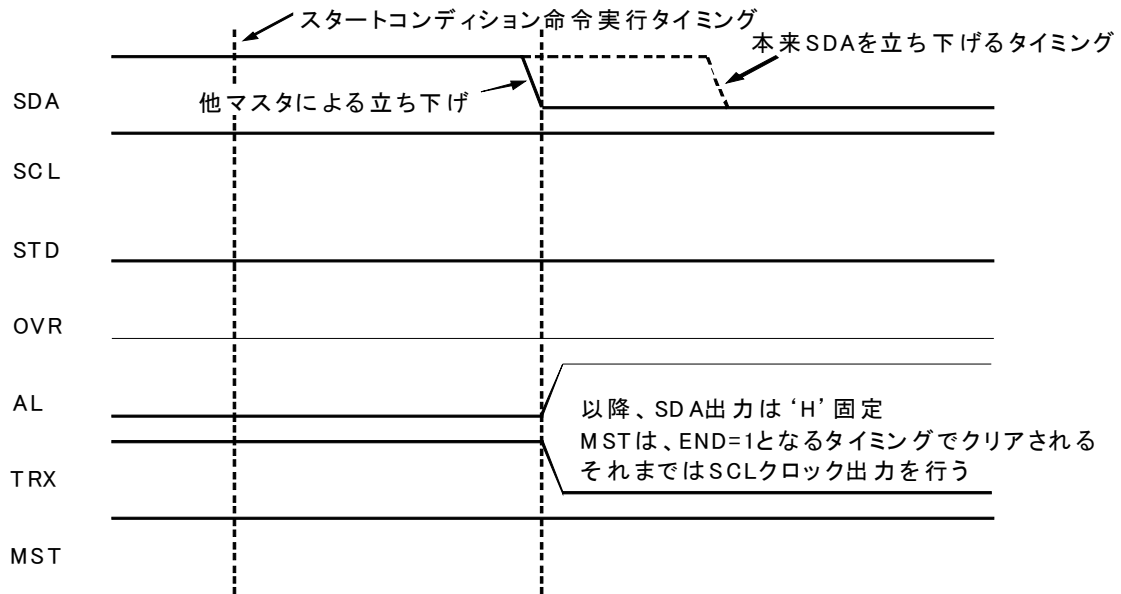 スタートコンディション命令実行タイミング
本来SDAを立ち下げるタイミング
SDA
他マスタによる立ち下げ
SCL
STD
OVR
AL
以降、SDA出力は‘H’固定
MSTは、END=1となるタイミングでクリアされる
それまではSCLクロック出力を行う
TRX
MST